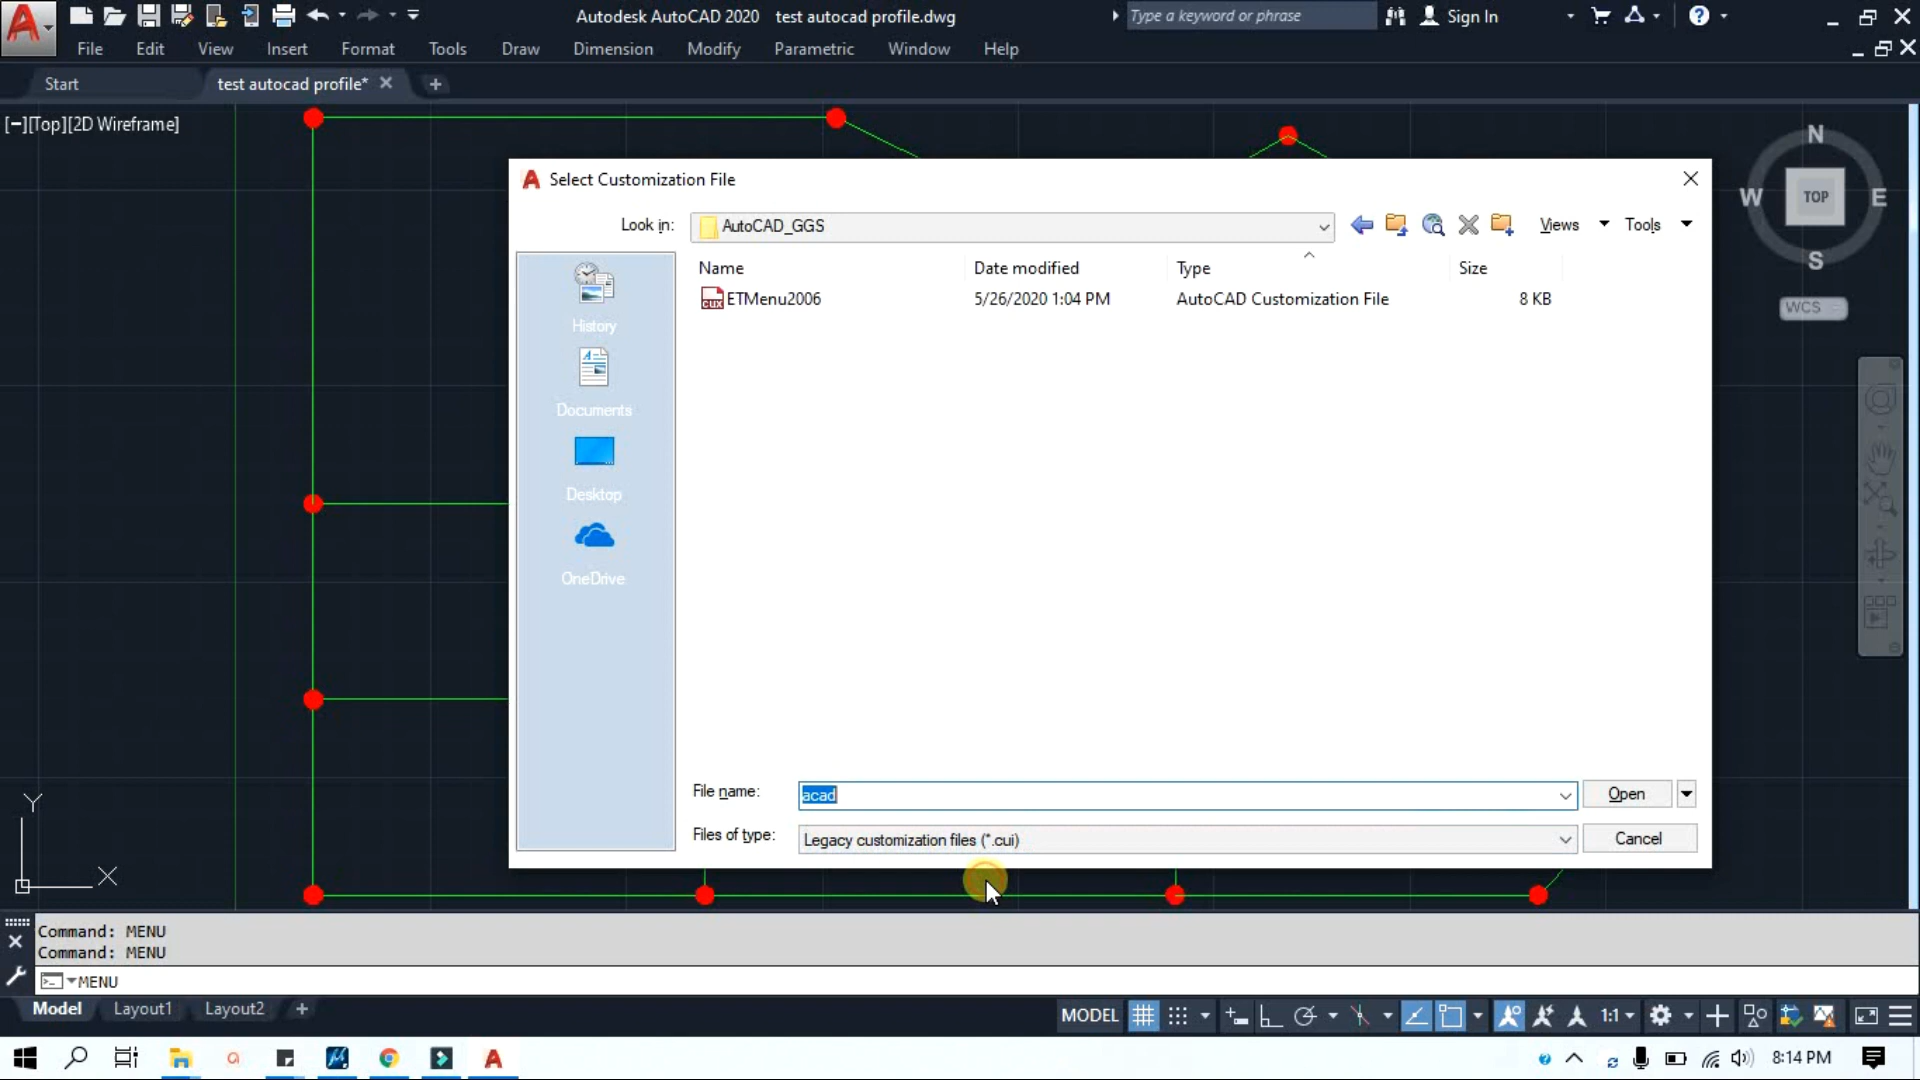 Autodesk AutoCAD 2020 test autocad profile.dwg
Type a keyword or phrase
Sign In
File Edit View Insert Format Tools Draw Dimension Modify Parametric Window Help
Start
test autocad profile*
[−][Top][2D Wireframe]
N
W
TOP
E
S
WCS
Select Customization File
Look in:
AutoCAD_GGS
Views
Tools
Name Date modified Type Size
CUIX
ETMenu2006 5/26/2020 1:04 PM AutoCAD Customization File 8 KB
History
Documents
Desktop
OneDrive
File name:
acad
Open
Files of type:
Legacy customization files (*.cui)
Cancel
Y
X
Command: MENU
Command: MENU
MENU
Model Layout1 Layout2
MODEL
1:1
8:14 PM